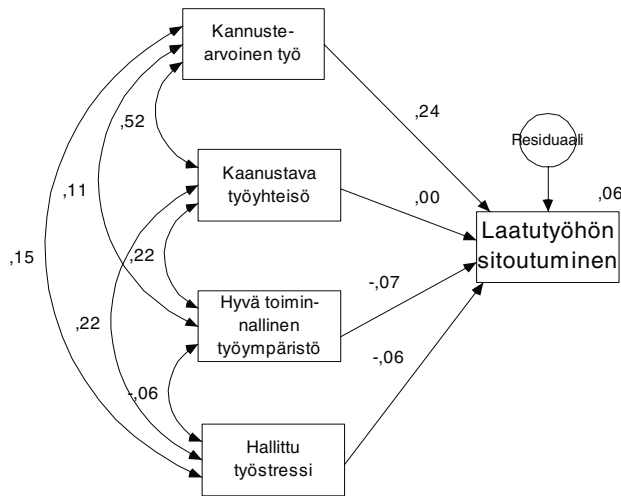 Kannuste-
arvoinen työ
,52
,24
Residuaali
,11
Kaanustava
työyhteisö
,00
,06
Laatutyöhön
sitoutuminen
,15
,22
,22
Hyvä toimin-
nallinen
työympäristö
-,07
-,06
-,06
Hallittu
työstressi